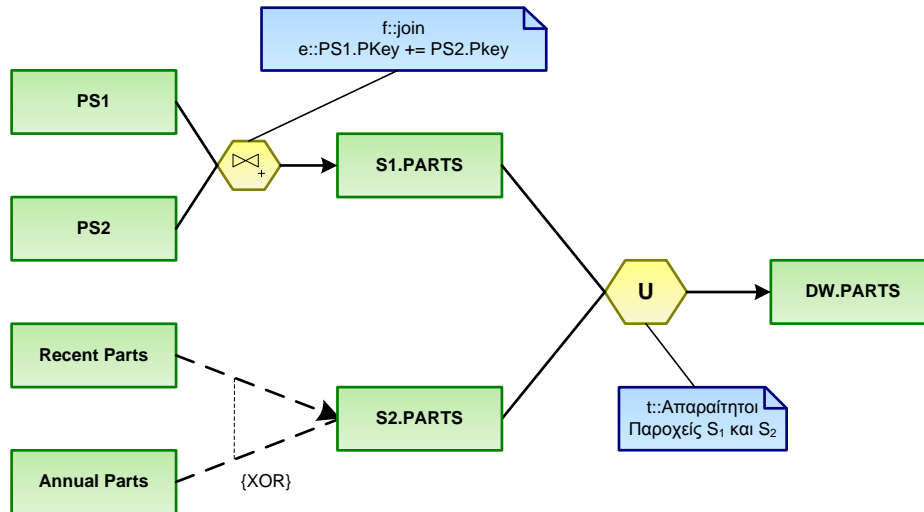 f::join
e::PS1.PKey += PS2.Pkey
PS1
+
S1.PARTS
PS2
U
DW.PARTS
Recent Parts
S2.PARTS
t::Απαραίτητοι
Παροχείς S₁ και S₂
Annual Parts
{XOR}